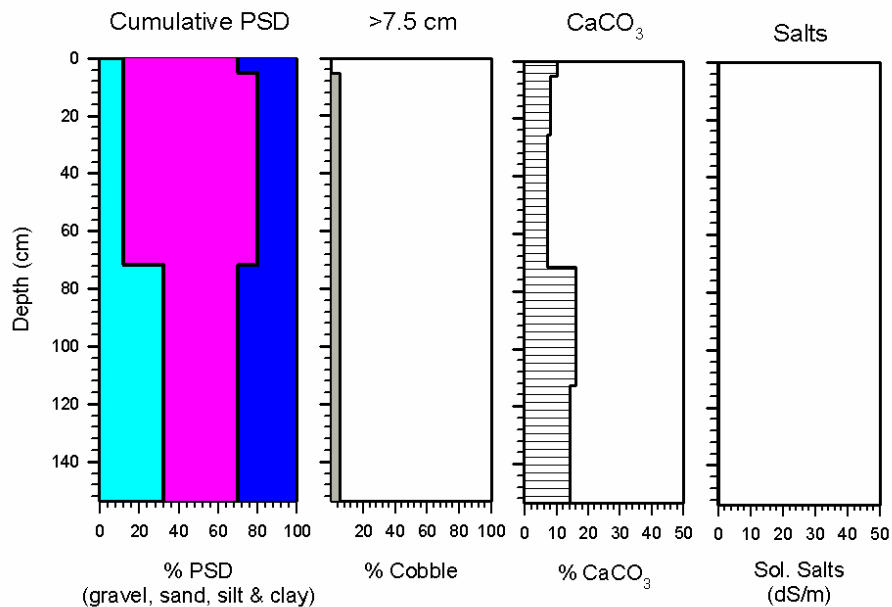 Cumulative PSD
>7.5 cm
CaCO₃
Salts
Depth (cm)
0
20
40
60
80
100
120
140
0 20 40 60 80 100
0 20 40 60 80 100
0 10 20 30 40 50
0 10 20 30 40 50
% PSD
(gravel, sand, silt & clay)
% Cobble
% CaCO₃
Sol. Salts
(dS/m)